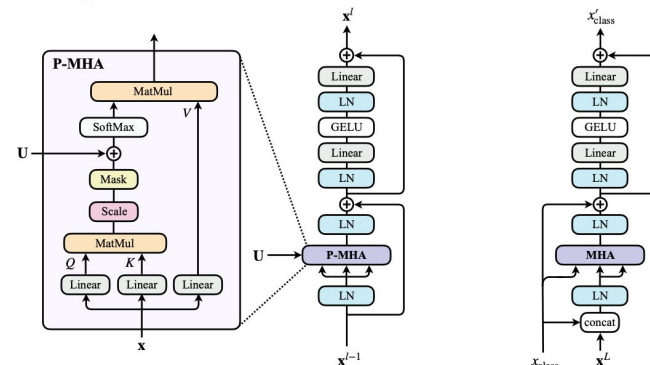 P-MHA
MatMul
V
SoftMax
U
Mask
Scale
MatMul
Q
K
Linear
Linear
Linear
x
x^l
Linear
LN
GELU
Linear
LN
LN
U
P-MHA
LN
x^{l-1}
x'_class
Linear
LN
GELU
Linear
LN
LN
MHA
LN
concat
x_class
x^L